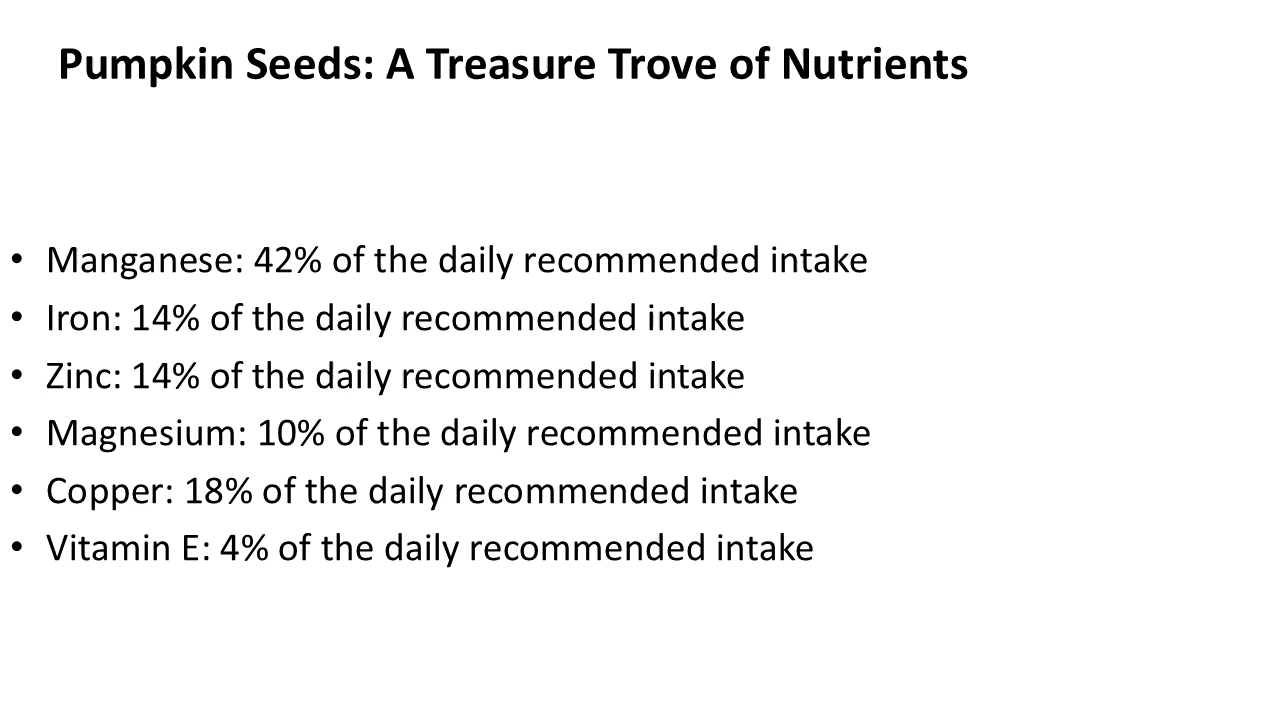 Pumpkin Seeds: A Treasure Trove of Nutrients
• Manganese: 42% of the daily recommended intake
• Iron: 14% of the daily recommended intake
• Zinc: 14% of the daily recommended intake
• Magnesium: 10% of the daily recommended intake
• Copper: 18% of the daily recommended intake
• Vitamin E: 4% of the daily recommended intake